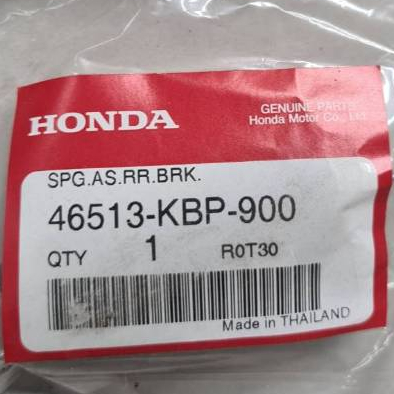 HONDA
GENUINE PARTS
Honda Motor Co., Ltd.
SPG.AS.RR.BRK.
46513-KBP-900
QTY 1 R0T30
Made in THAILAND